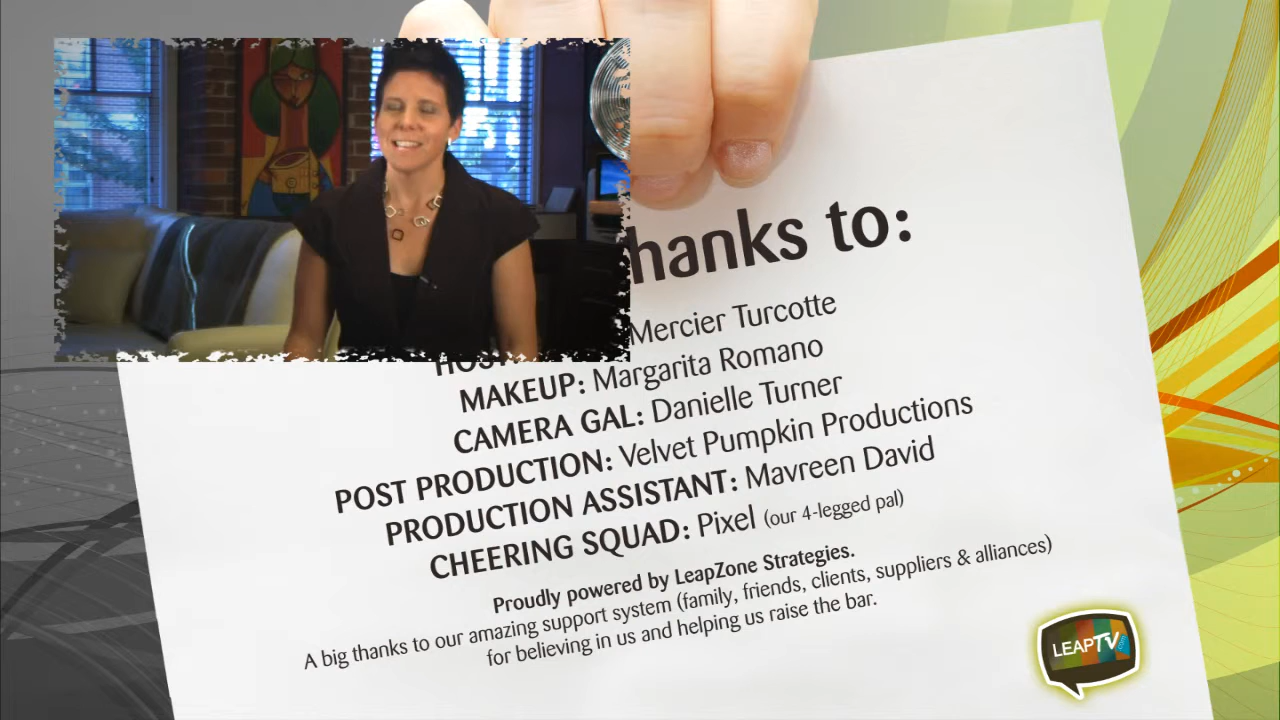 hanks to:
Mercier Turcotte
MAKEUP: Margarita Romano
CAMERA GAL: Danielle Turner
POST PRODUCTION: Velvet Pumpkin Productions
PRODUCTION ASSISTANT: Mavreen David
CHEERING SQUAD: Pixel (our 4-legged pal)
Proudly powered by LeapZone Strategies.
A big thanks to our amazing support system (family, friends, clients, suppliers & alliances)
for believing in us and helping us raise the bar.
LEAPTV